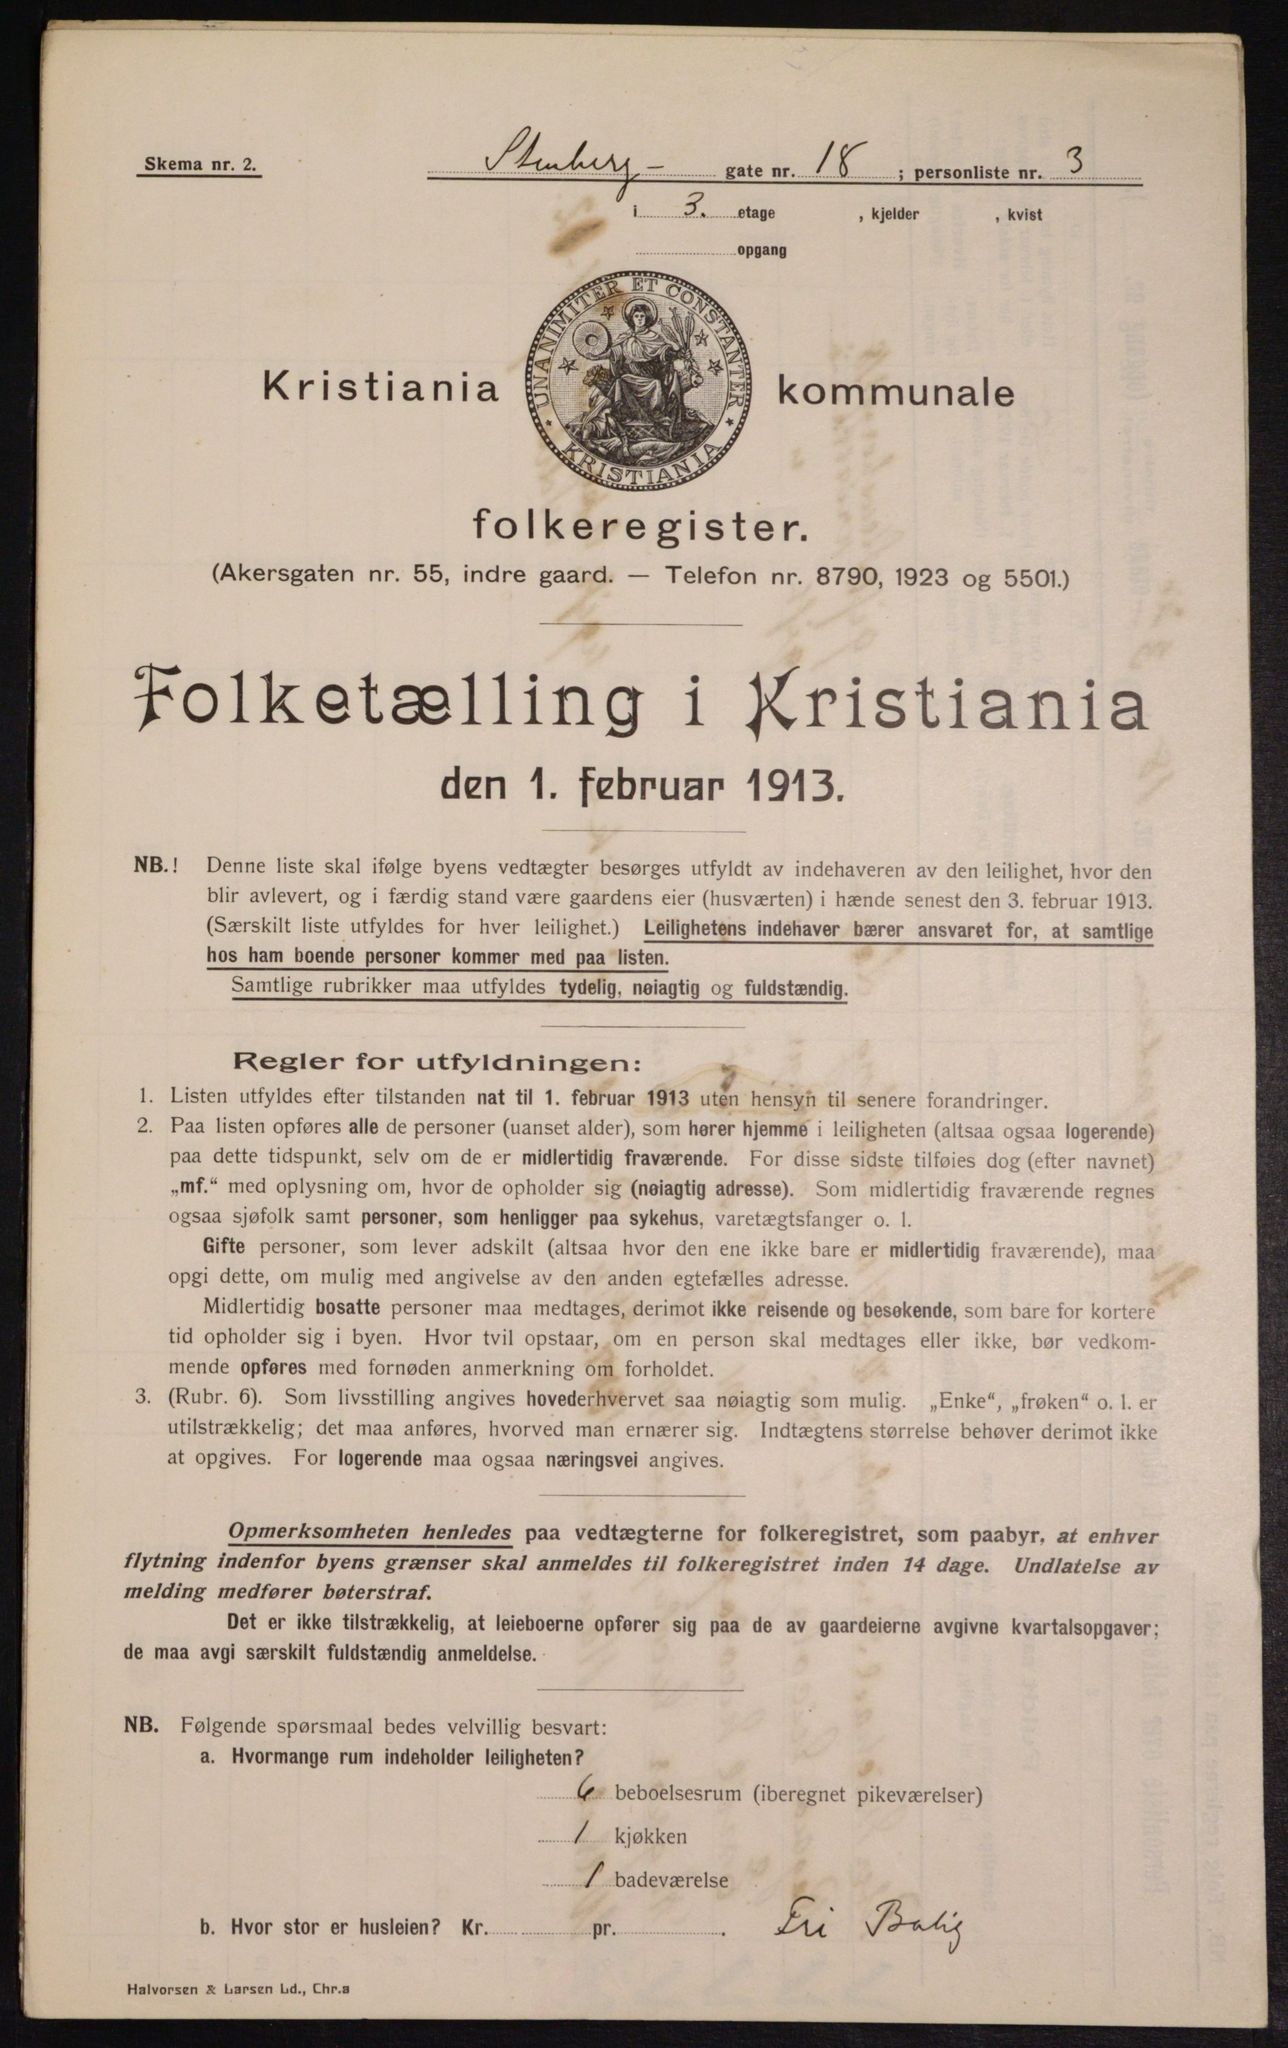 Skema nr. 2.
Stenberg- gate nr. 18 ; personliste nr. 3
i 3. etage , kjelder , kvist
opgang
UNANIMITER ET CONSTANTER
KRISTIANIA
Kristiania kommunale
folkeregister.
(Akersgaten nr. 55, indre gaard. — Telefon nr. 8790, 1923 og 5501.)
Folketælling i Kristiania
den 1. februar 1913.
NB.! Denne liste skal ifølge byens vedtægter besørges utfyldt av indehaveren av den leilighet, hvor den
blir avlevert, og i færdig stand være gaardens eier (husværten) i hænde senest den 3. februar 1913.
(Særskilt liste utfyldes for hver leilighet.) Leilighetens indehaver bærer ansvaret for, at samtlige
hos ham boende personer kommer med paa listen.
Samtlige rubrikker maa utfyldes tydelig, nøiagtig og fuldstændig.
Regler for utfyldningen:
1. Listen utfyldes efter tilstanden nat til 1. februar 1913 uten hensyn til senere forandringer.
2. Paa listen opføres alle de personer (uanset alder), som hører hjemme i leiligheten (altsaa ogsaa logerende)
paa dette tidspunkt, selv om de er midlertidig fraværende. For disse sidste tilføies dog (efter navnet)
„mf.“ med oplysning om, hvor de opholder sig (nøiagtig adresse). Som midlertidig fraværende regnes
ogsaa sjøfolk samt personer, som henligger paa sykehus, varetægtsfanger o. l.
Gifte personer, som lever adskilt (altsaa hvor den ene ikke bare er midlertidig fraværende), maa
opgi dette, om mulig med angivelse av den anden egtefælles adresse.
Midlertidig bosatte personer maa medtages, derimot ikke reisende og besøkende, som bare for kortere
tid opholder sig i byen. Hvor tvil opstaar, om en person skal medtages eller ikke, bør vedkom-
mende opføres med fornøden anmerkning om forholdet.
3. (Rubr. 6). Som livsstilling angives hovederhvervet saa nøiagtig som mulig. „Enke“, „frøken“ o. l. er
utilstrækkelig; det maa anføres, hvorved man ernærer sig. Indtægtens størrelse behøver derimot ikke
at opgives. For logerende maa ogsaa næringsvei angives.
Opmerksomheten henledes paa vedtægterne for folkeregistret, som paabyr, at enhver
flytning indenfor byens grænser skal anmeldes til folkeregistret inden 14 dage. Undlatelse av
melding medfører bøterstraf.
Det er ikke tilstrækkelig, at leieboerne opfører sig paa de av gaardeierne avgivne kvartalsopgaver;
de maa avgi særskilt fuldstændig anmeldelse.
NB. Følgende spørsmaal bedes velvillig besvart:
a. Hvormange rum indeholder leiligheten?
6 beboelsesrum (iberegnet pikeværelser)
1 kjøkken
1 badeværelse
b. Hvor stor er husleien? Kr. pr. . Fri Bolig
Halvorsen & Larsen Ld., Chr.a